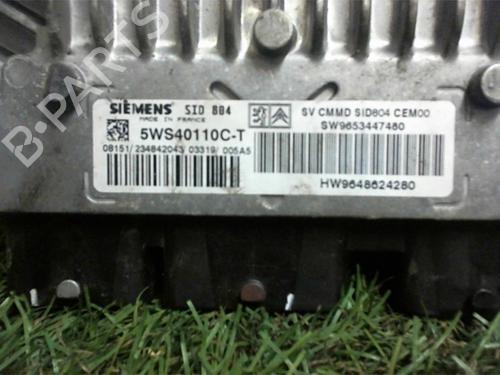 B-PARTS
SIEMENS SID 804
MADE IN FRANCE
5WS40110C-T
08151/234842043 03319/ 005A5
SV CMMD SID804 CEM00
SW9653447480
HW9648624280